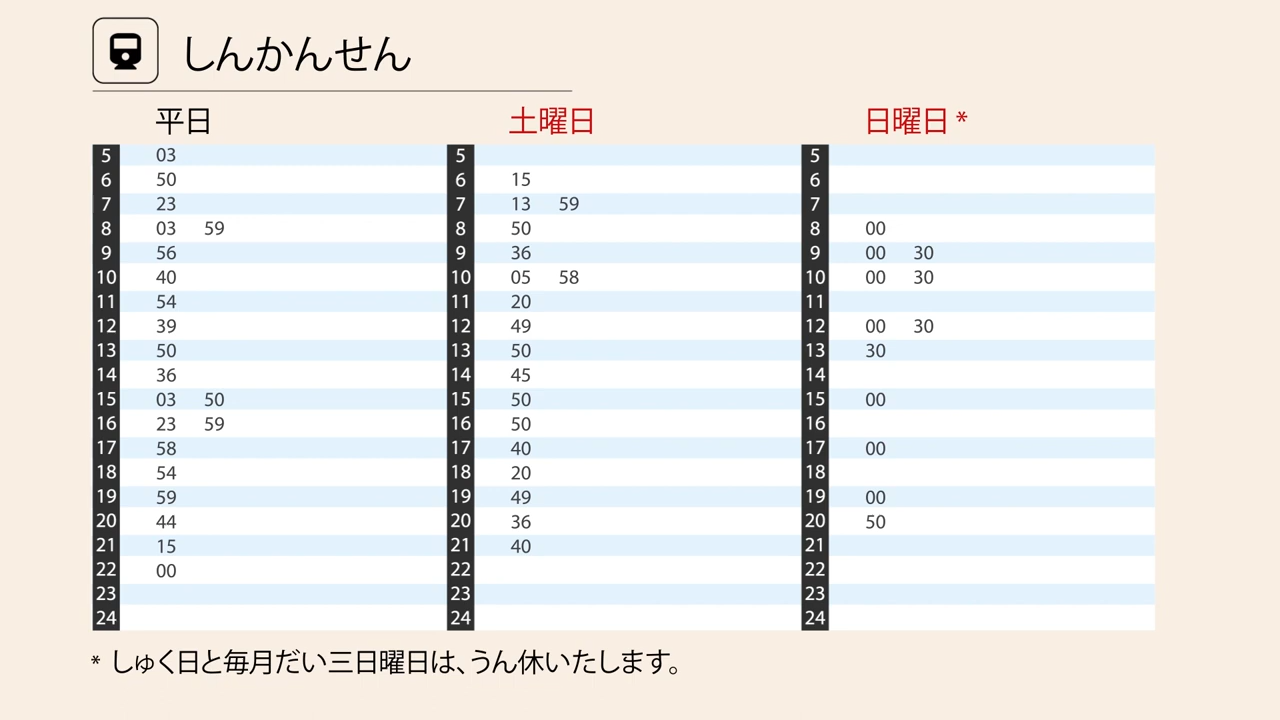 しんかんせん
平日 土曜日 日曜日*
5 03 5 5
6 50 6 15 6
7 23 7 13 59 7
8 03 59 8 50 8 00
9 56 9 36 9 00 30
10 40 10 05 58 10 00 30
11 54 11 20 11
12 39 12 49 12 00 30
13 50 13 50 13 30
14 36 14 45 14
15 03 50 15 50 15 00
16 23 59 16 50 16
17 58 17 40 17 00
18 54 18 20 18
19 59 19 49 19 00
20 44 20 36 20 50
21 15 21 40 21
22 00 22 22
23 23 23
24 24 24
* しゅく日と毎月だい三日曜日は、うん休いたします。